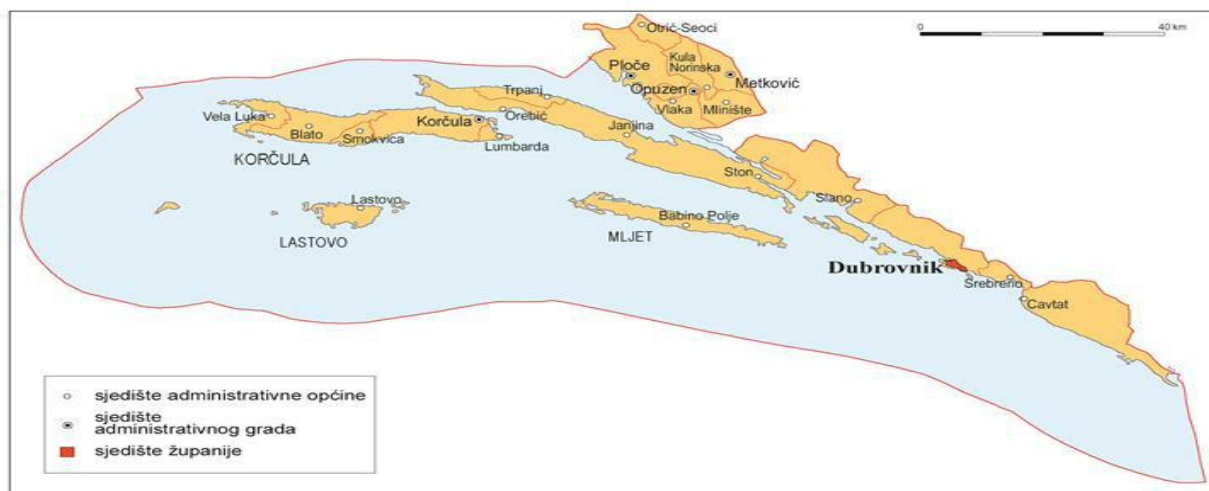 0 40 km
Otrić-Seoci
Kula
Norinska
Ploče
Metković
Opuzen
Vlaka
Mlinište
Trpanj
Orebić
Janjina
Vela Luka
Blato
Smokvica
Korčula
Lumbarda
KORČULA
Ston
Slano
Lastovo
LASTOVO
Babino Polje
MLJET
Dubrovnik
Srebreno
Cavtat
sjedište administrativne općine
sjedište
administrativnog grada
sjedište županije